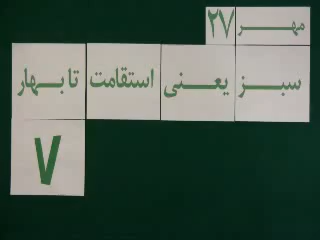 مهر ۲۷
سبز یعنی استقامت تا بهار
۷